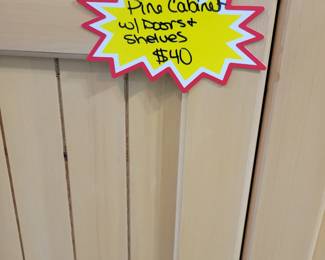 Pine Cabinet
w/ Doors +
shelves
$40